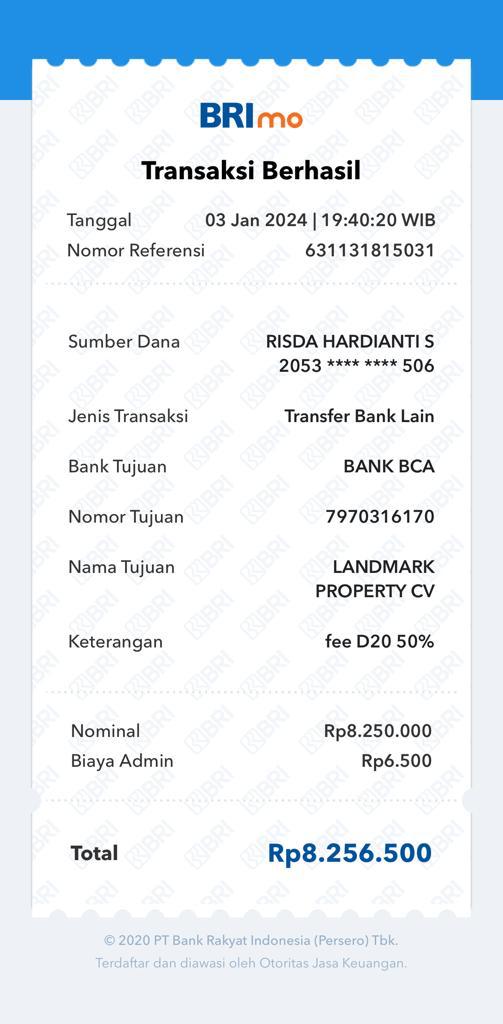 BRImo
Transaksi Berhasil
Tanggal 03 Jan 2024 | 19:40:20 WIB
Nomor Referensi 631131815031
Sumber Dana RISDA HARDIANTI S
2053 **** **** 506
Jenis Transaksi Transfer Bank Lain
Bank Tujuan BANK BCA
Nomor Tujuan 7970316170
Nama Tujuan LANDMARK
PROPERTY CV
Keterangan fee D20 50%
Nominal Rp8.250.000
Biaya Admin Rp6.500
Total Rp8.256.500
© 2020 PT Bank Rakyat Indonesia (Persero) Tbk.
Terdaftar dan diawasi oleh Otoritas Jasa Keuangan.